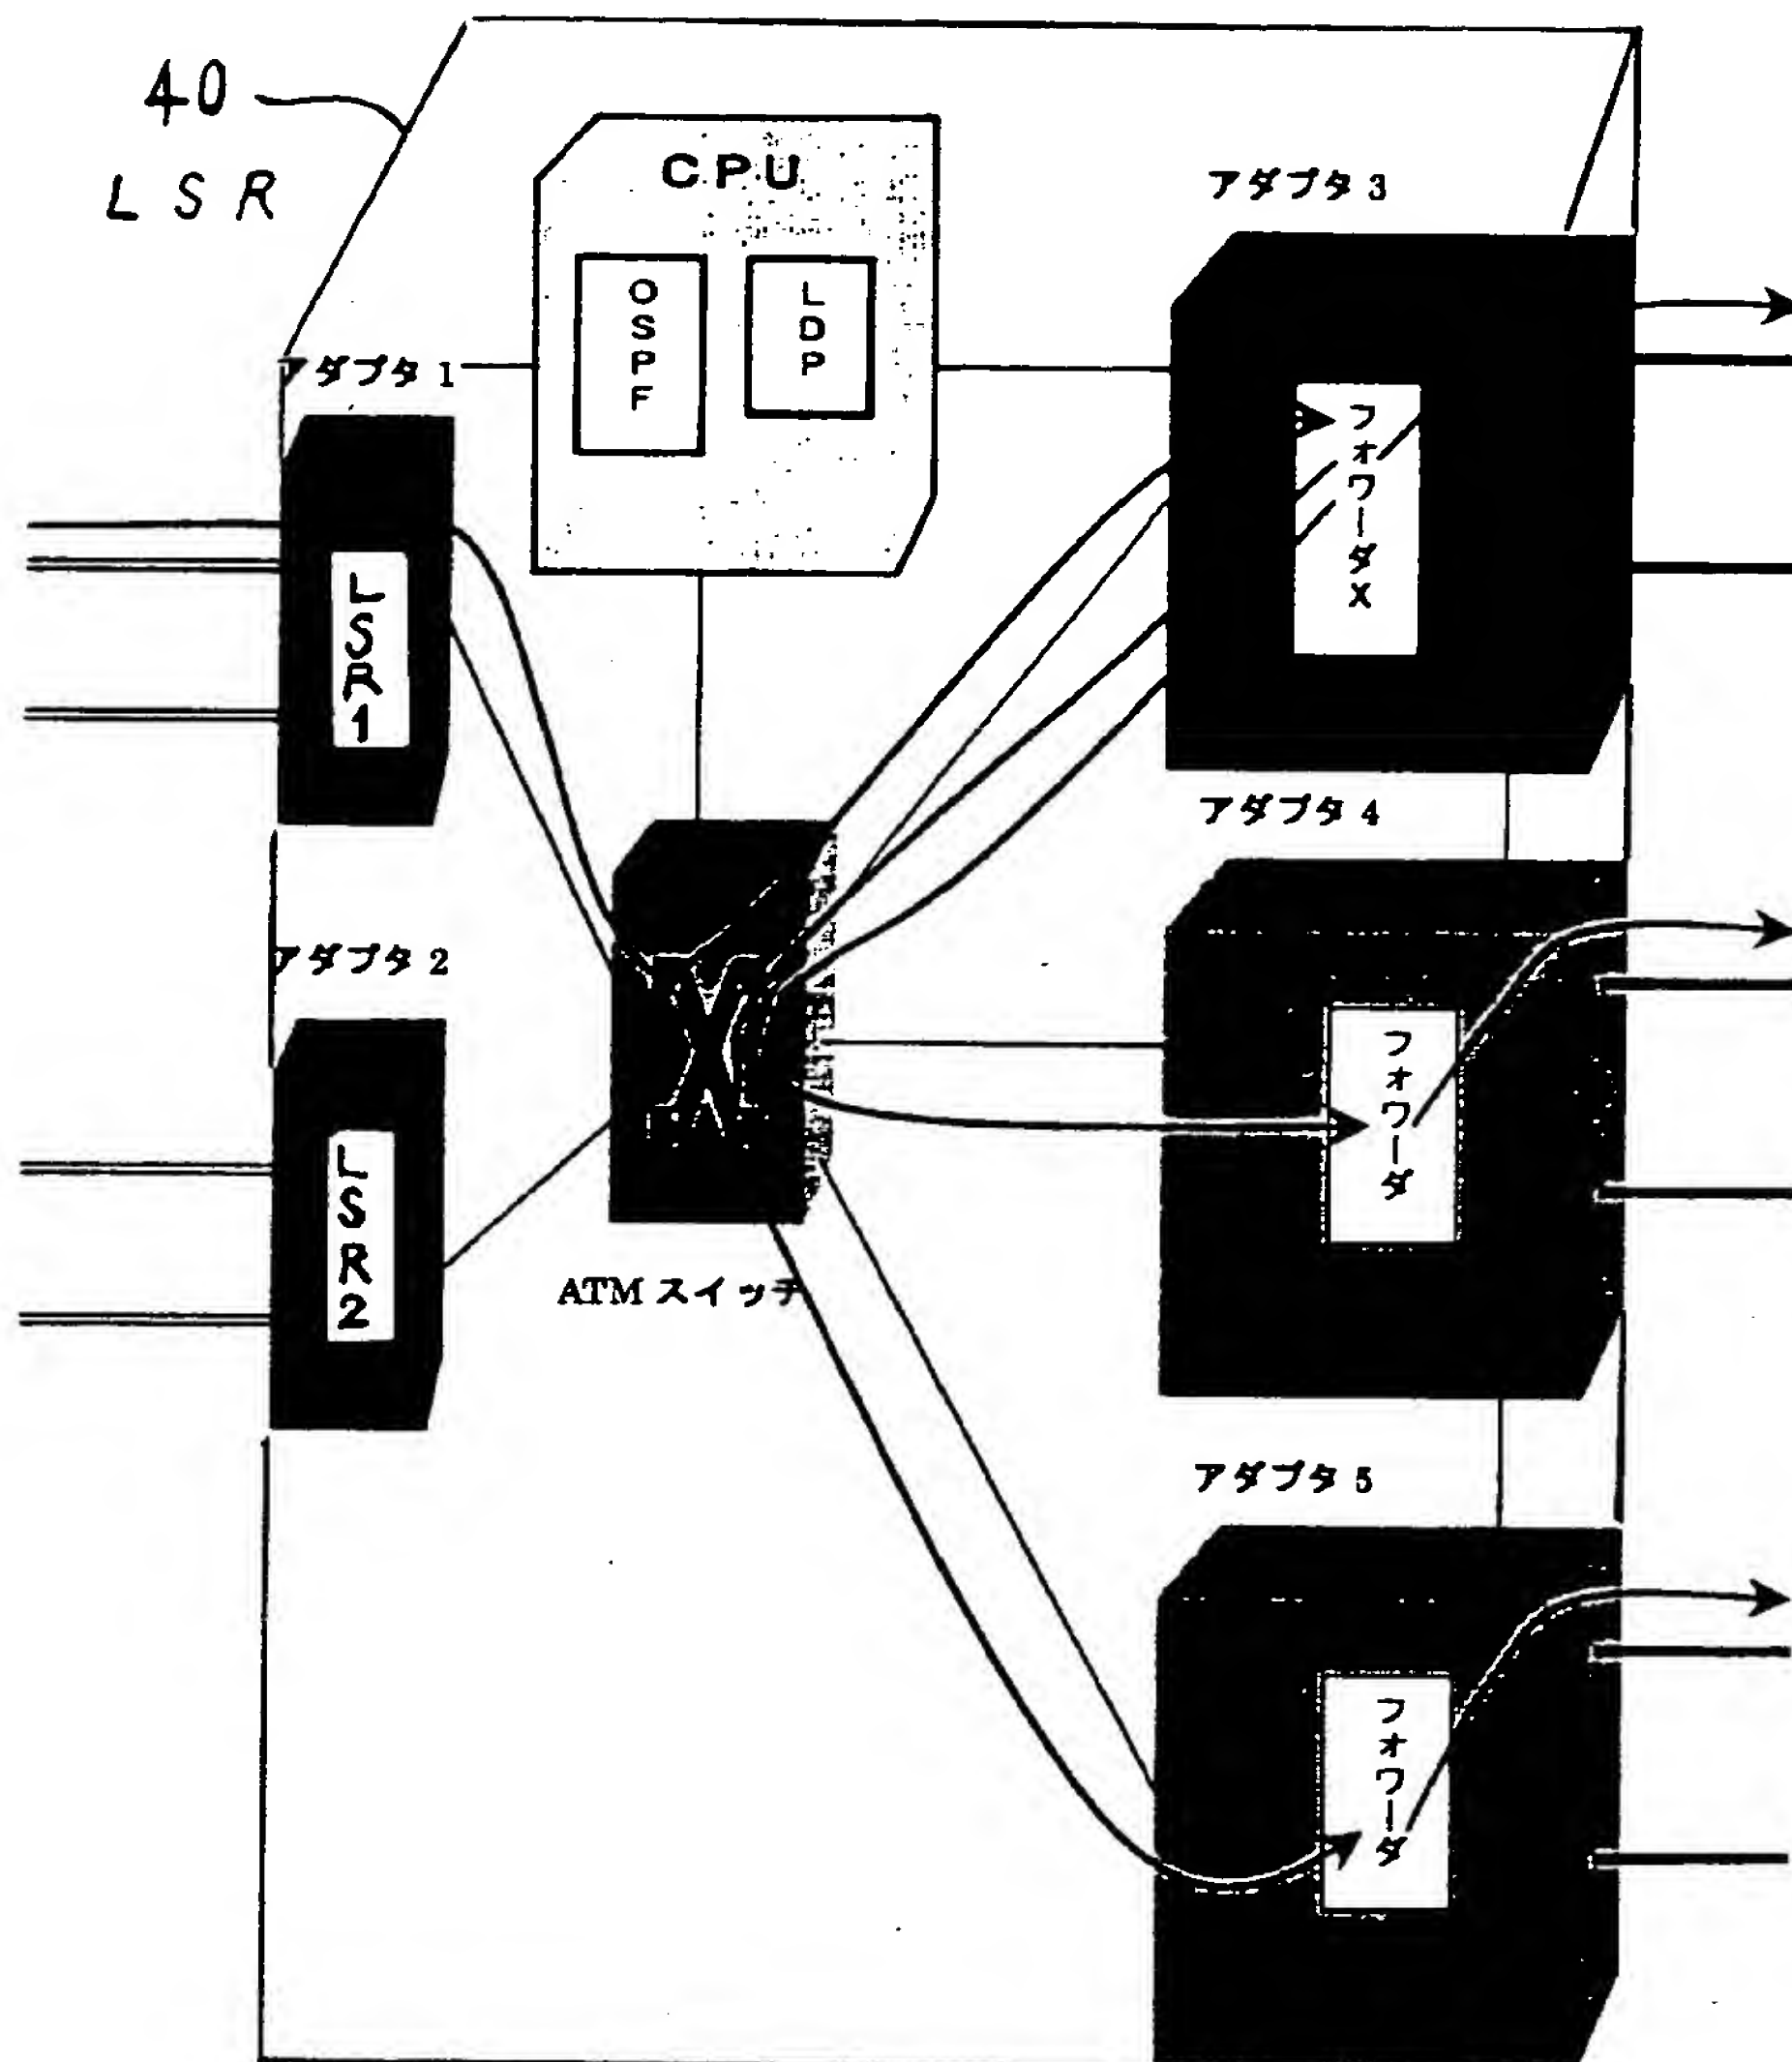 40
LSR
CPU
OSPF
LDP
アダプタ 3
アダプタ 1
フォワーダX
LSR1
アダプタ 4
アダプタ 2
フォワーダ
LSR2
ATM スイッチ
アダプタ 5
フォワーダ